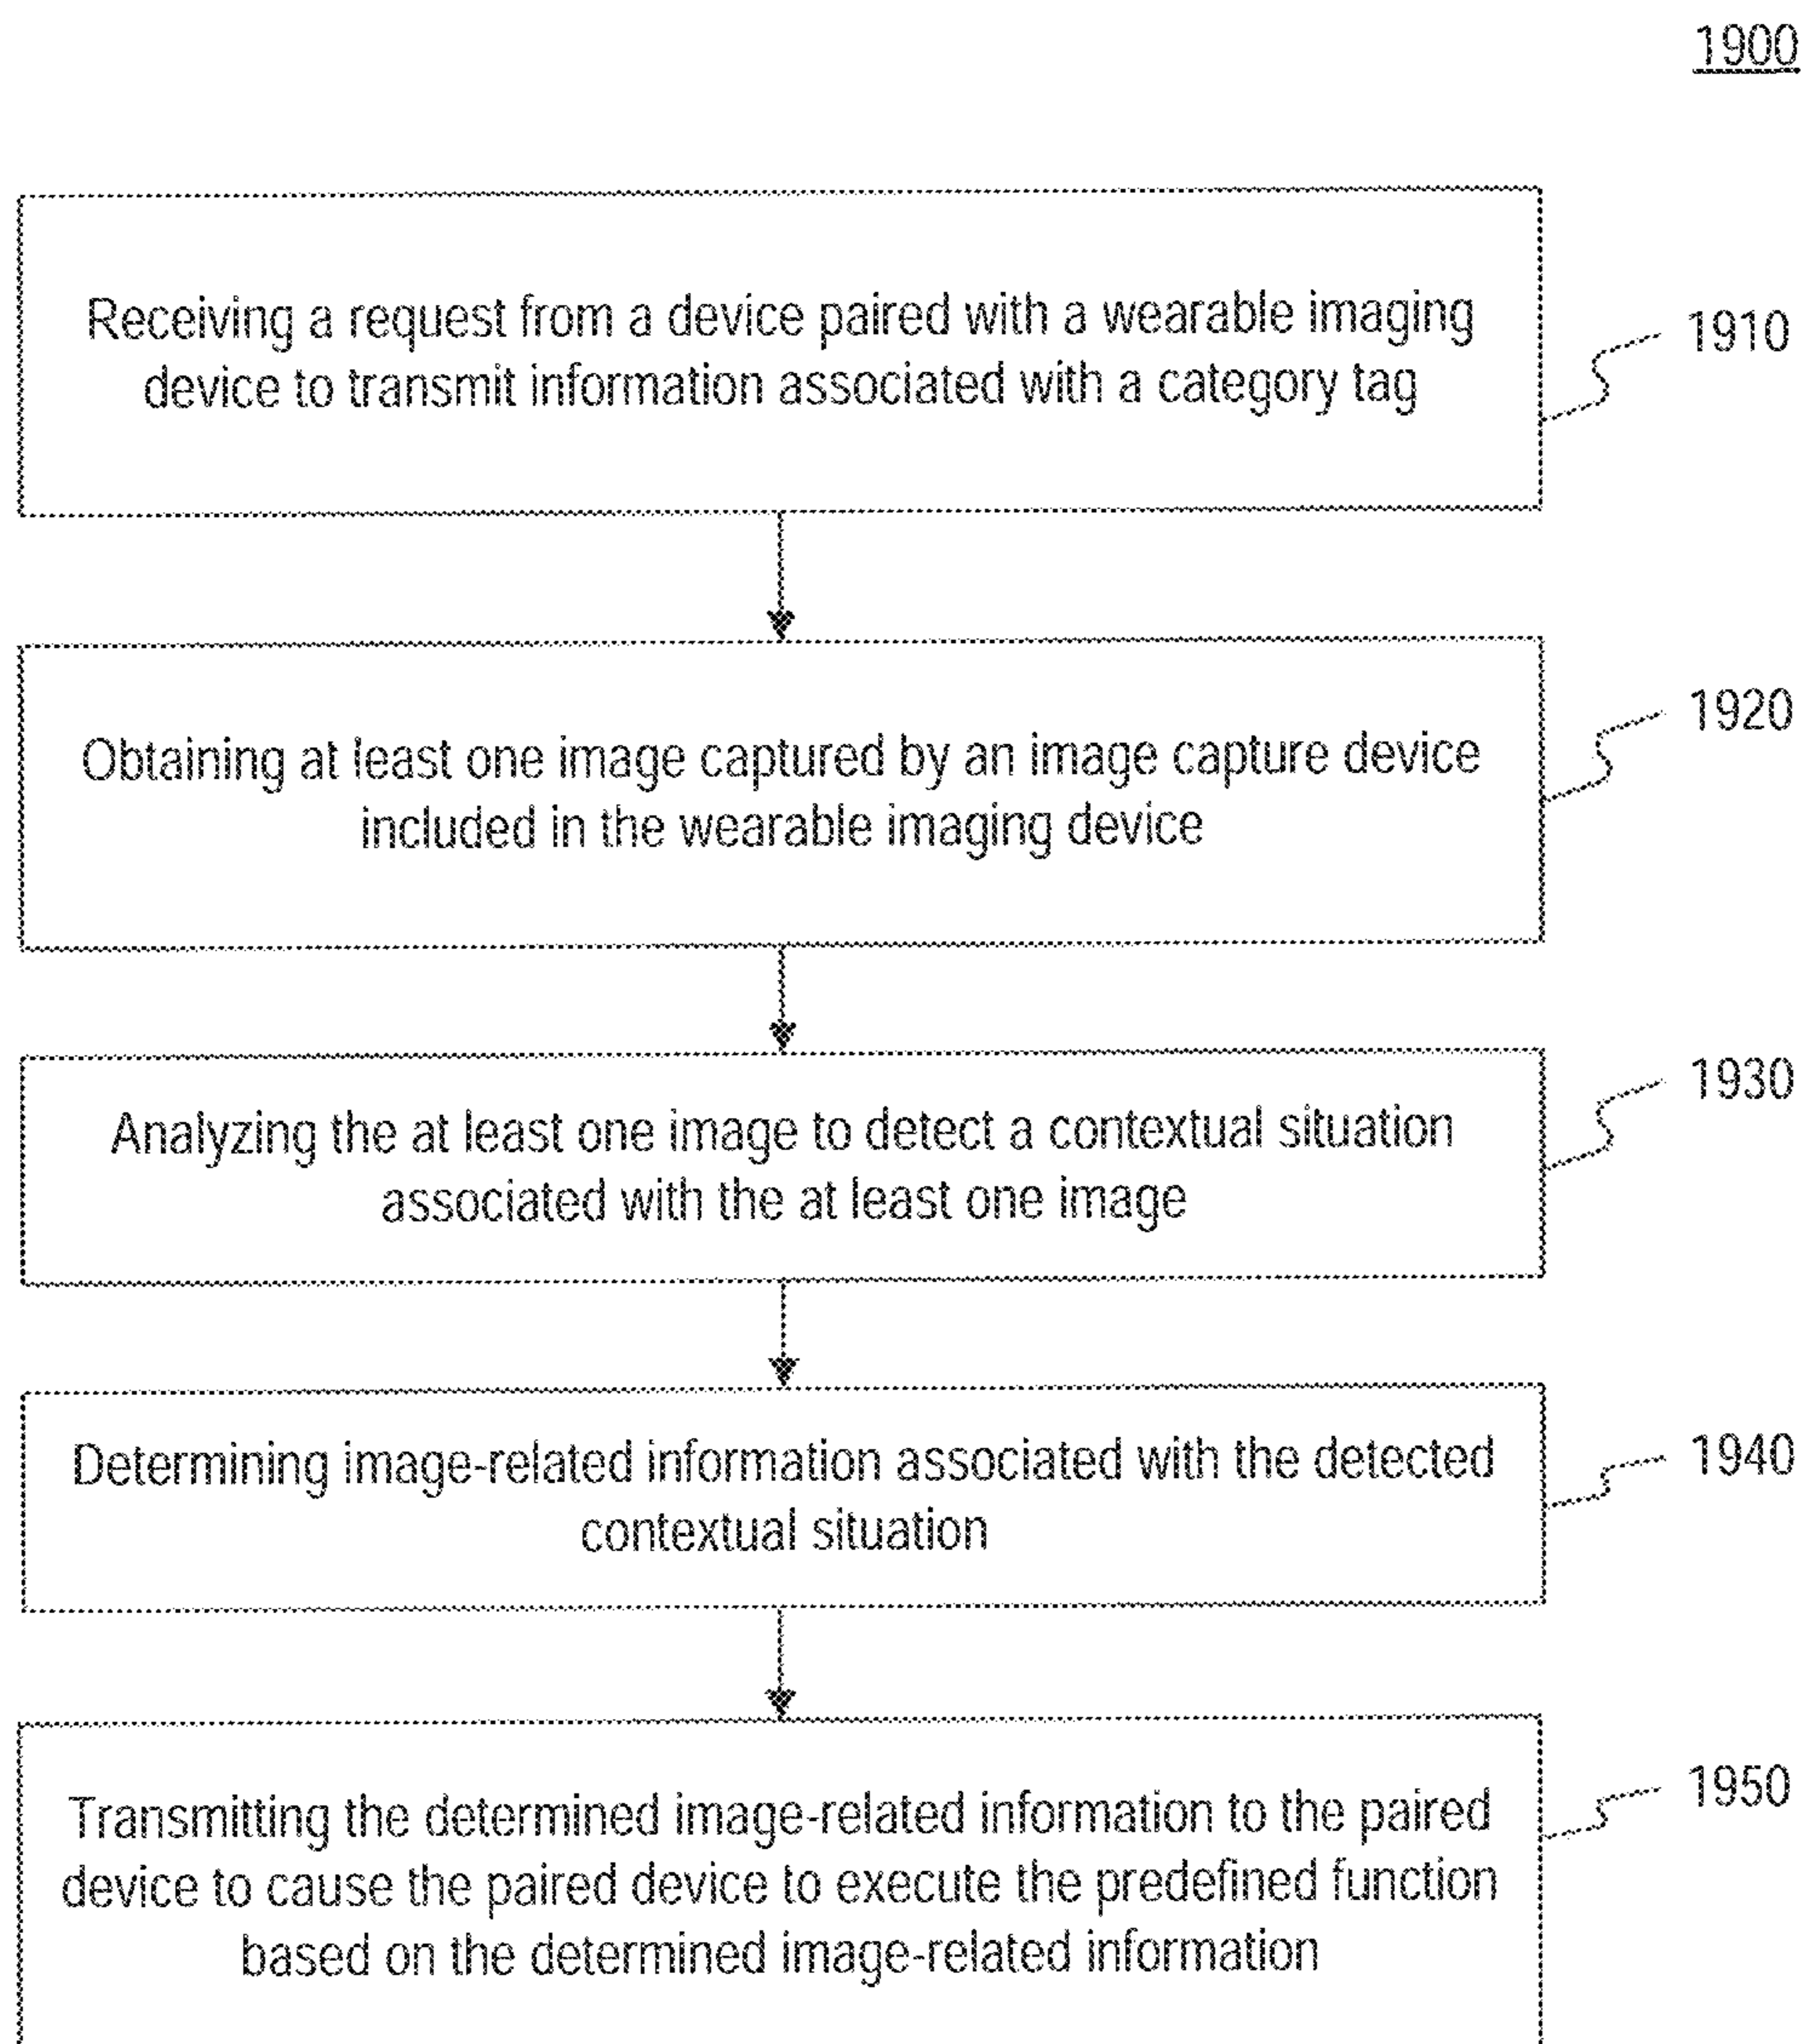 1900
Receiving a request from a device paired with a wearable imaging
device to transmit information associated with a category tag
1910
Obtaining at least one image captured by an image capture device
included in the wearable imaging device
1920
Analyzing the at least one image to detect a contextual situation
associated with the at least one image
1930
Determining image-related information associated with the detected
contextual situation
1940
Transmitting the determined image-related information to the paired
device to cause the paired device to execute the predefined function
based on the determined image-related information
1950